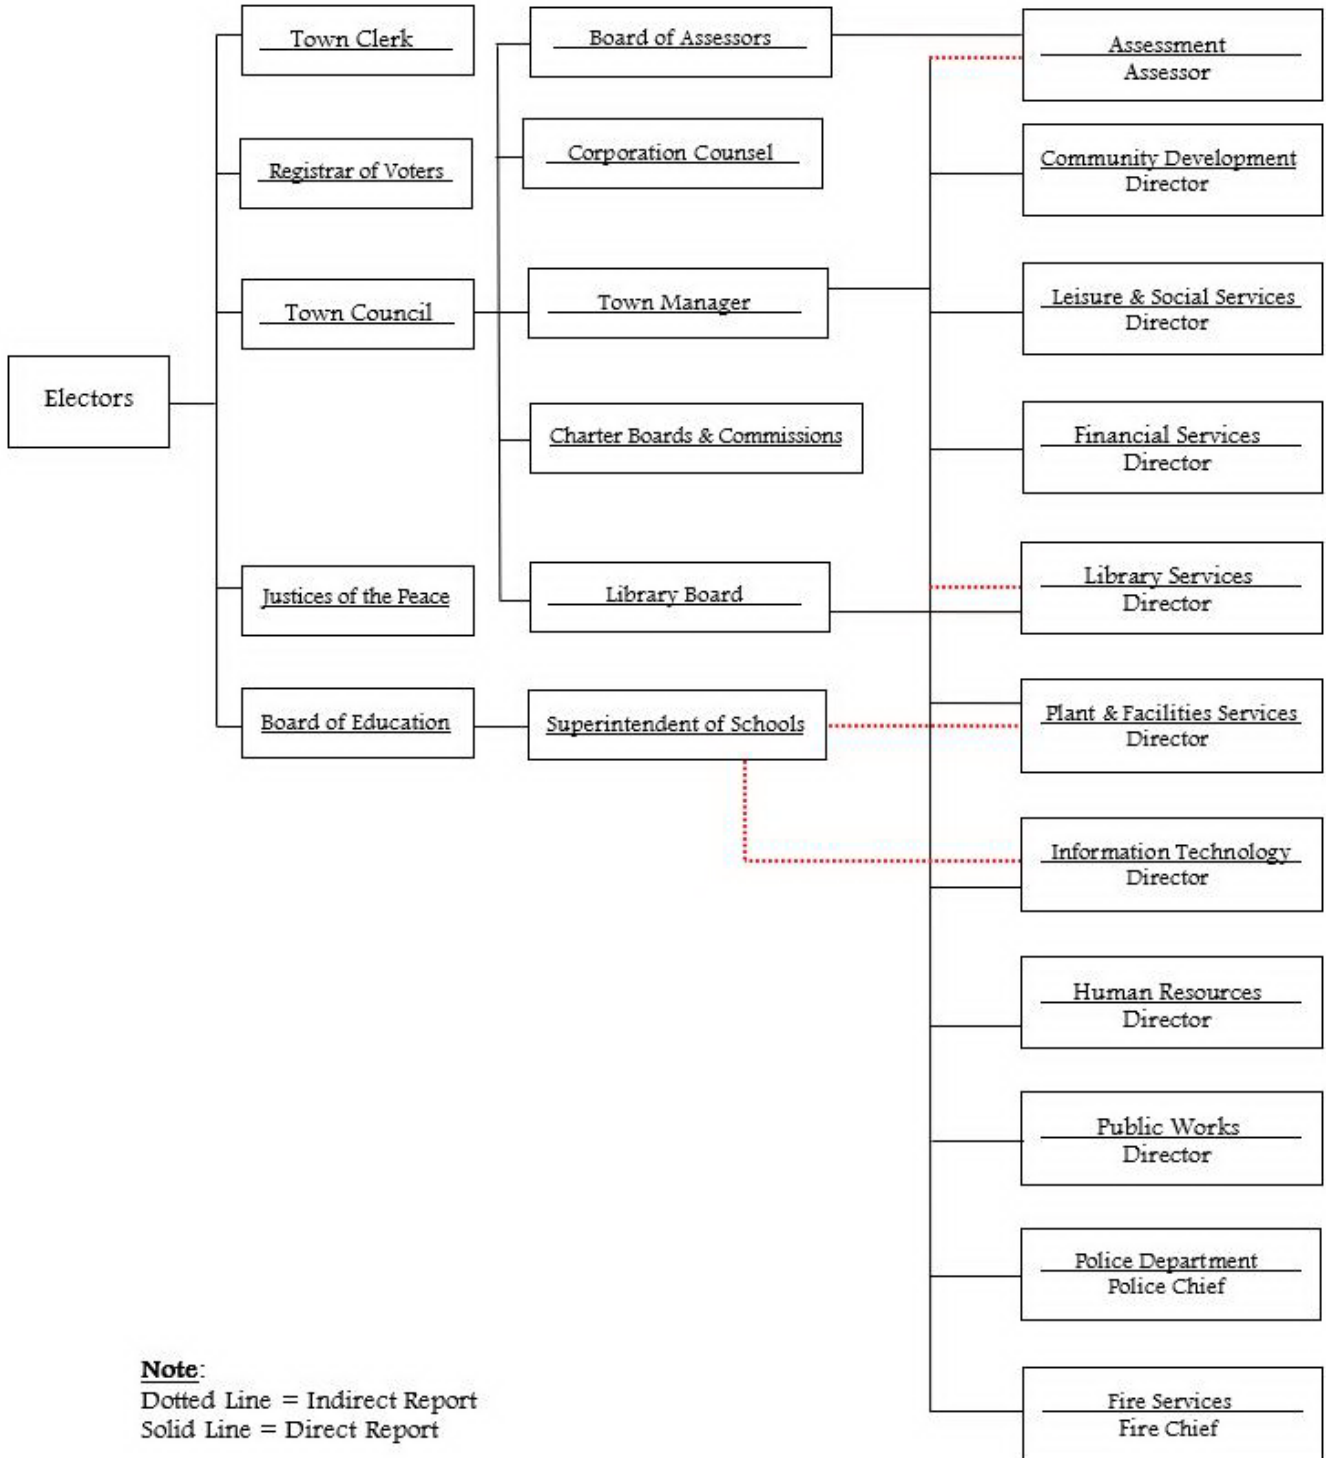 Town Clerk
Registrar of Voters
Town Council
Electors
Justices of the Peace
Board of Education
Board of Assessors
Corporation Counsel
Town Manager
Charter Boards & Commissions
Library Board
Superintendent of Schools
Assessment
Assessor
Community Development
Director
Leisure & Social Services
Director
Financial Services
Director
Library Services
Director
Plant & Facilities Services
Director
Information Technology
Director
Human Resources
Director
Public Works
Director
Police Department
Police Chief
Fire Services
Fire Chief
Note:
Dotted Line = Indirect Report
Solid Line = Direct Report